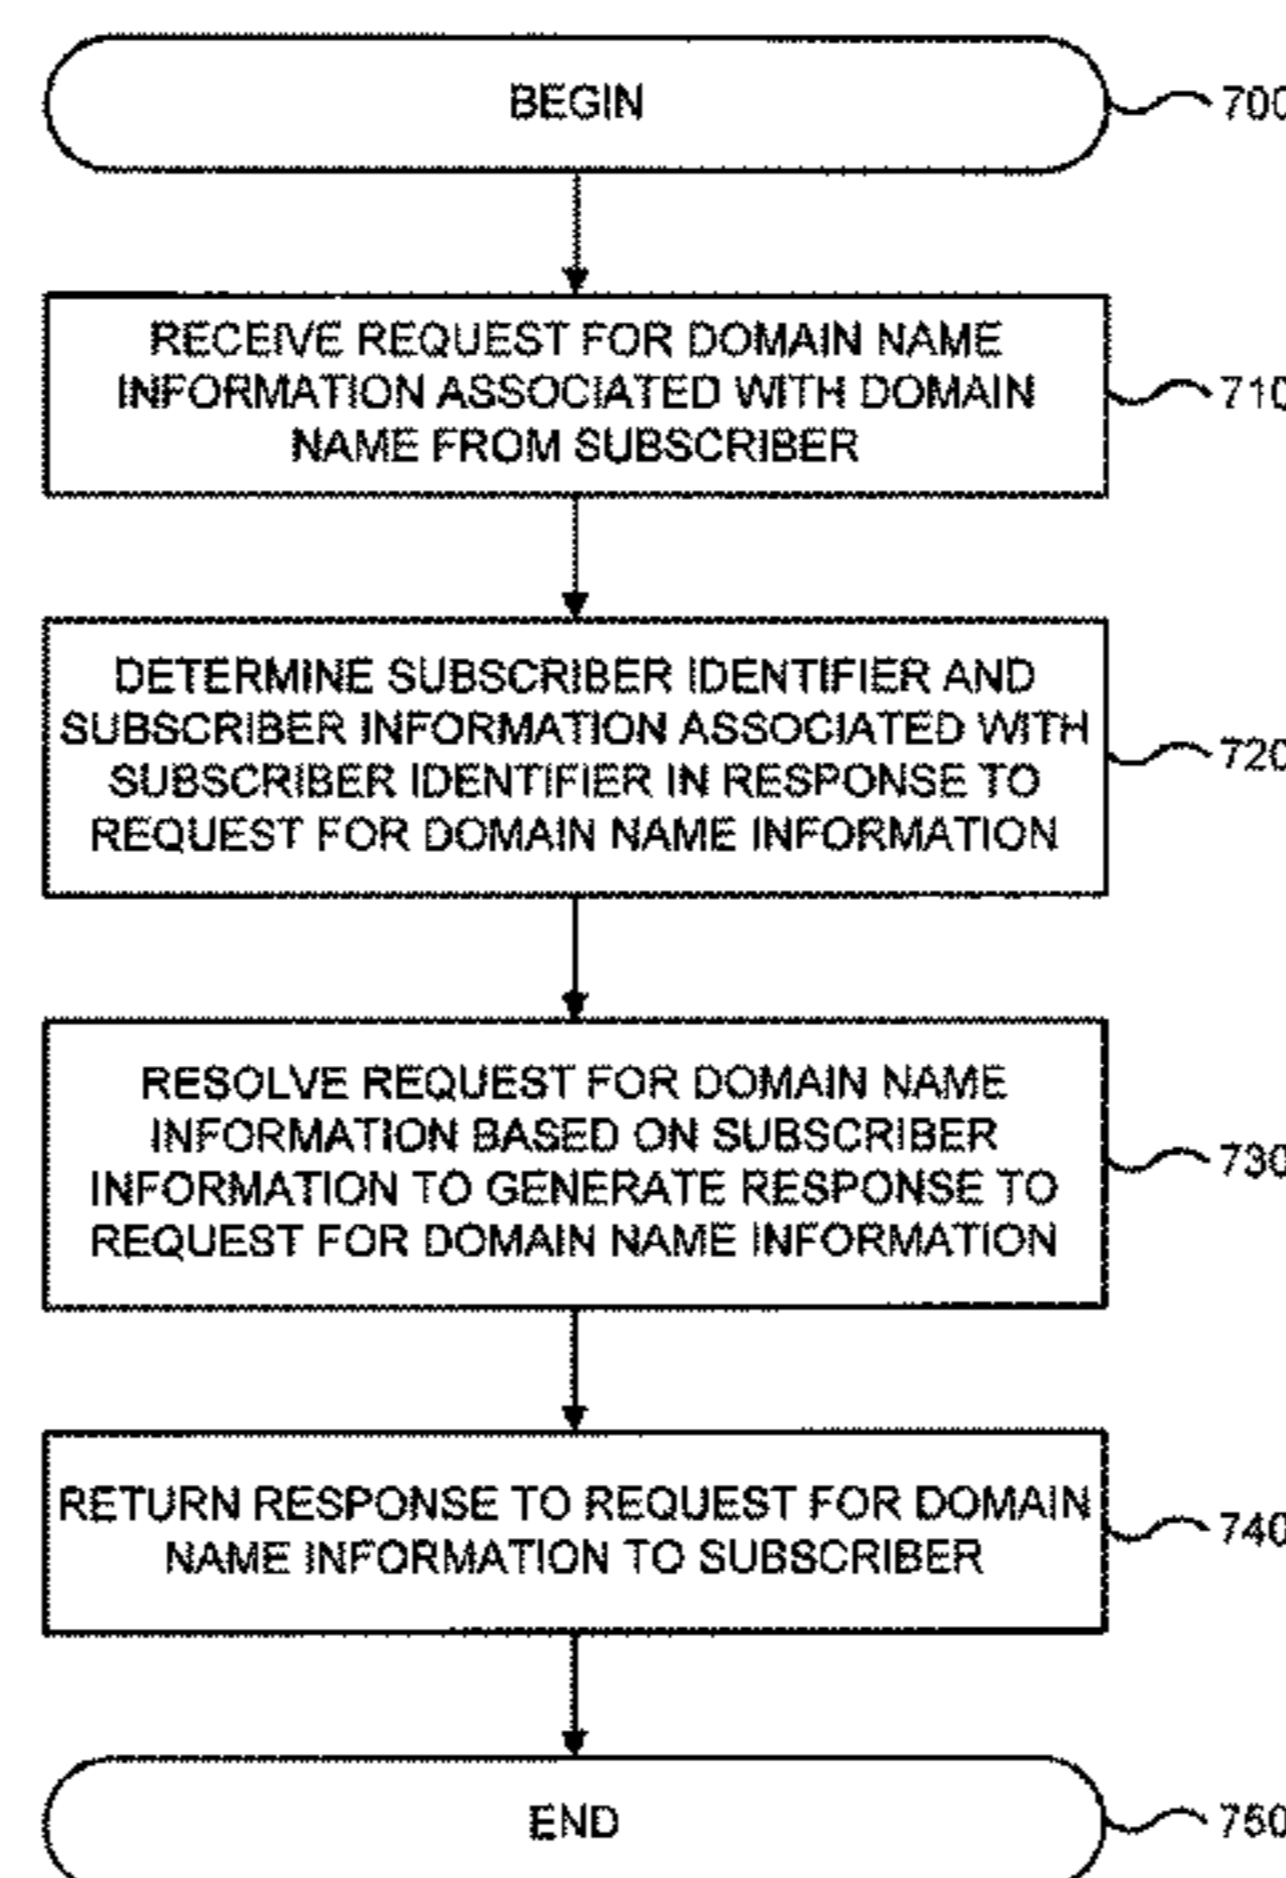 BEGIN
700
RECEIVE REQUEST FOR DOMAIN NAME
INFORMATION ASSOCIATED WITH DOMAIN
NAME FROM SUBSCRIBER
710
DETERMINE SUBSCRIBER IDENTIFIER AND
SUBSCRIBER INFORMATION ASSOCIATED WITH
SUBSCRIBER IDENTIFIER IN RESPONSE TO
REQUEST FOR DOMAIN NAME INFORMATION
720
RESOLVE REQUEST FOR DOMAIN NAME
INFORMATION BASED ON SUBSCRIBER
INFORMATION TO GENERATE RESPONSE TO
REQUEST FOR DOMAIN NAME INFORMATION
730
RETURN RESPONSE TO REQUEST FOR DOMAIN
NAME INFORMATION TO SUBSCRIBER
740
END
750